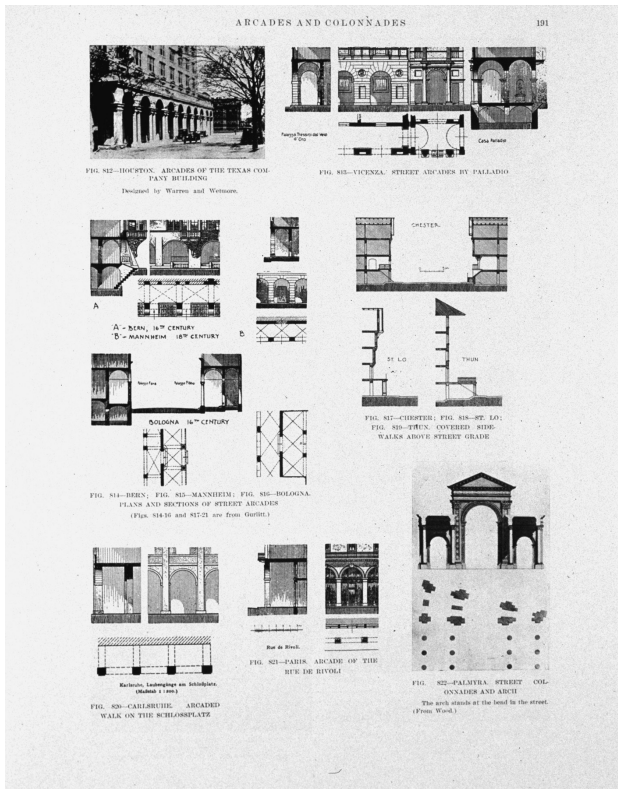 ARCADES AND COLONNADES 191
FIG. 812—HOUSTON. ARCADES OF THE TEXAS COM-
PANY BUILDING
Designed by Warren and Wetmore.
Casa Palladio
FIG. 813—VICENZA. STREET ARCADES BY PALLADIO
A
"A"- BERN, 16TH CENTURY
"B"- MANNHEIM 18TH CENTURY
B
BOLOGNA 16TH CENTURY
FIG. 814—BERN; FIG. 815—MANNHEIM; FIG. 816—BOLOGNA.
PLANS AND SECTIONS OF STREET ARCADES
(Figs. 814-16 and 817-21 are from Gurlitt.)
CHESTER.
ST. LO
THUN
FIG. 817—CHESTER; FIG. 818—ST. LO;
FIG. 819—THUN. COVERED SIDE-
WALKS ABOVE STREET GRADE
Karlsruhe, Laubengänge am Schloßplatz.
(Maßstab 1 : 200.)
FIG. 820—CARLSRUHE. ARCADED
WALK ON THE SCHLOSSPLATZ
Rue de Rivoli.
FIG. 821—PARIS. ARCADE OF THE
RUE DE RIVOLI
FIG. 822—PALMYRA. STREET COL-
ONNADES AND ARCH
The arch stands at the bend in the street.
(From Wood.)